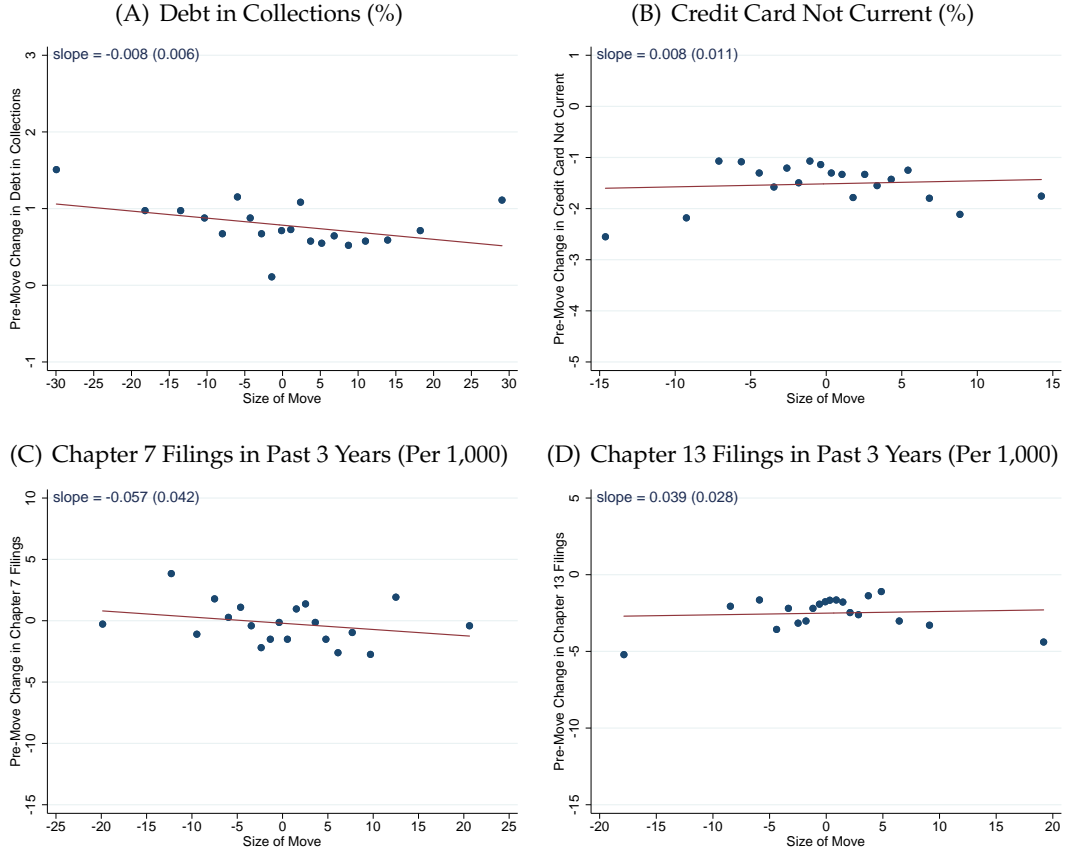 (A) Debt in Collections (%)
slope = -0.008 (0.006)
Pre-Move Change in Debt in Collections
3
2
1
0
-1
-30 -25 -20 -15 -10 -5 0 5 10 15 20 25 30
Size of Move
(B) Credit Card Not Current (%)
slope = 0.008 (0.011)
Pre-Move Change in Credit Card Not Current
1
0
-1
-2
-3
-4
-5
-15 -10 -5 0 5 10 15
Size of Move
(C) Chapter 7 Filings in Past 3 Years (Per 1,000)
slope = -0.057 (0.042)
Pre-Move Change in Chapter 7 Filings
10
5
0
-5
-10
-15
-25 -20 -15 -10 -5 0 5 10 15 20 25
Size of Move
(D) Chapter 13 Filings in Past 3 Years (Per 1,000)
slope = 0.039 (0.028)
Pre-Move Change in Chapter 13 Filings
5
0
-5
-10
-15
-20 -15 -10 -5 0 5 10 15 20
Size of Move